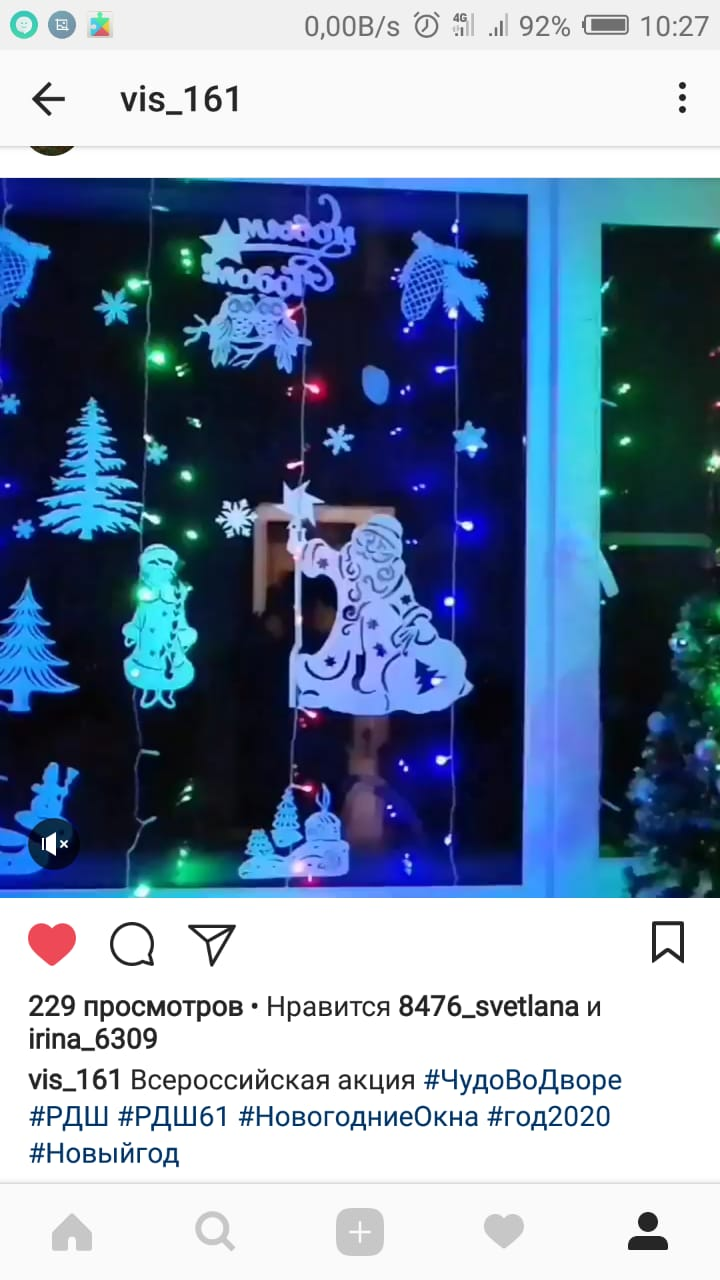 0,00B/s 4G 92% 10:27
vis_161
Новым
Годом
229 просмотров • Нравится 8476_svetlana и
irina_6309
vis_161 Всероссийская акция #ЧудоВоДворе
#РДШ #РДШ61 #НовогодниеОкна #год2020
#Новыйгод